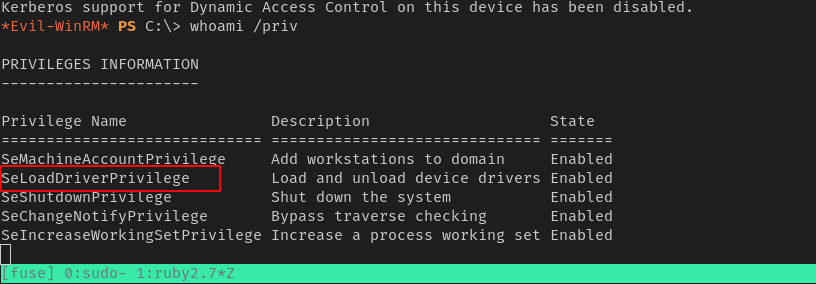 Kerberos support for Dynamic Access Control on this device has been disabled.
*Evil-WinRM* PS C:\> whoami /priv
PRIVILEGES INFORMATION
----------------------
Privilege Name                Description                    State
============================= ============================== =======
SeMachineAccountPrivilege     Add workstations to domain     Enabled
SeLoadDriverPrivilege         Load and unload device drivers Enabled
SeShutdownPrivilege           Shut down the system           Enabled
SeChangeNotifyPrivilege       Bypass traverse checking       Enabled
SeIncreaseWorkingSetPrivilege Increase a process working set Enabled
[fuse] 0:sudo- 1:ruby2.7*Z